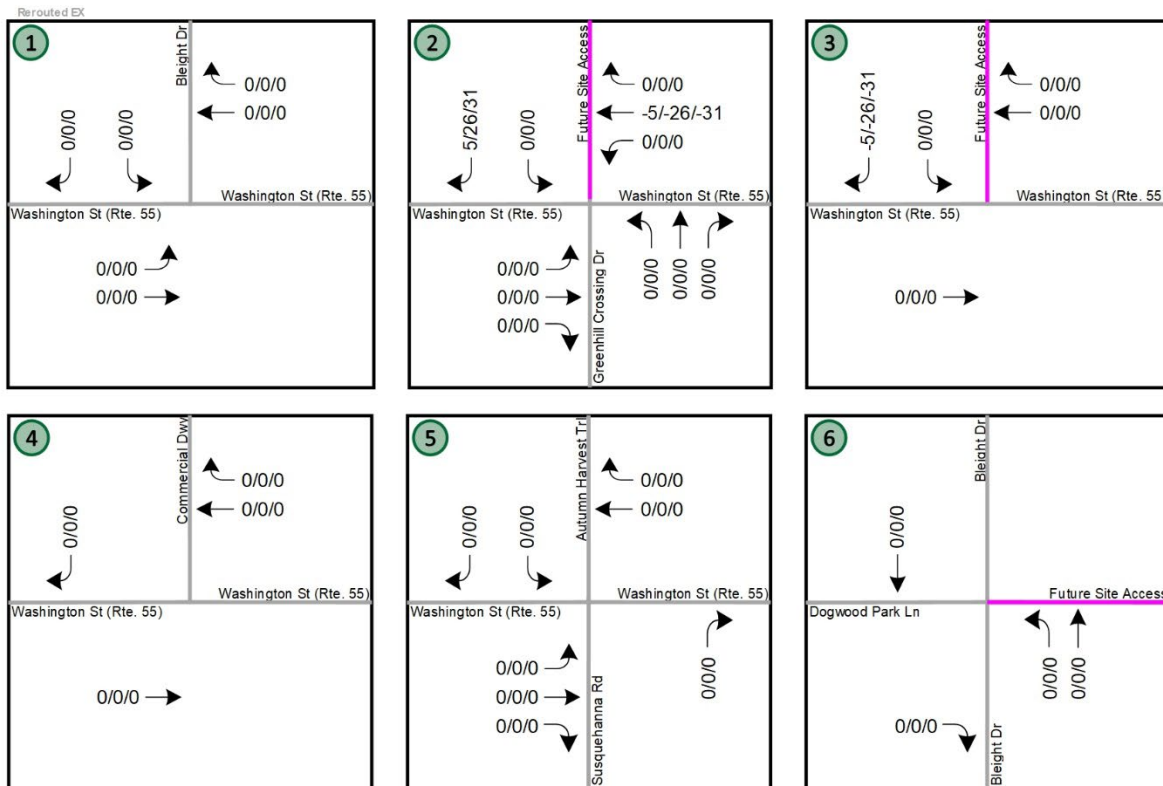 Rerouted EX
1
Bleight Dr
0/0/0
0/0/0
0/0/0
0/0/0
Washington St (Rte. 55)
Washington St (Rte. 55)
0/0/0
0/0/0
2
Future Site Access
5/26/31
0/0/0
0/0/0
-5/-26/-31
0/0/0
Washington St (Rte. 55)
Washington St (Rte. 55)
0/0/0
0/0/0
0/0/0
Greenhill Crossing Dr
0/0/0
0/0/0
0/0/0
3
Future Site Access
-5/-26/-31
0/0/0
0/0/0
0/0/0
Washington St (Rte. 55)
Washington St (Rte. 55)
0/0/0
4
Commercial Dwy
0/0/0
0/0/0
0/0/0
Washington St (Rte. 55)
Washington St (Rte. 55)
0/0/0
5
Autumn Harvest Trl
0/0/0
0/0/0
0/0/0
0/0/0
Washington St (Rte. 55)
Washington St (Rte. 55)
0/0/0
0/0/0
0/0/0
Susquehanna Rd
0/0/0
6
Bleight Dr
0/0/0
Future Site Access
Dogwood Park Ln
0/0/0
0/0/0
0/0/0
Bleight Dr